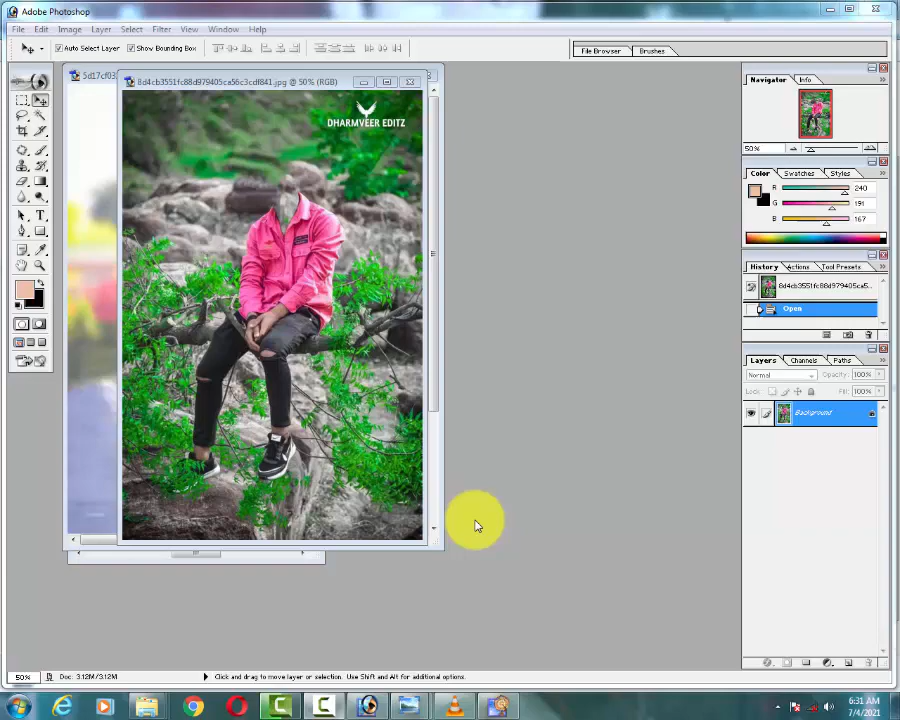 Adobe Photoshop
File Edit Image Layer Select Filter View Window Help
Auto Select Layer Show Bounding Box File Browser Brushes
5d17cf03 8d4cb3551fc88d979405ca56c3cdf841.jpg @ 50% (RGB)
DHARMVEER EDITZ
Navigator Info
50%
Color Swatches Styles
R 240
G 191
B 167
History Actions Tool Presets
8d4cb3551fc88d979405ca5...
Open
Layers Channels Paths
Normal Opacity: 100%
Lock: Fill: 100%
Background
50% Doc: 3.12M/3.12M Click and drag to move layer or selection. Use Shift and Alt for additional options.
6:31 AM
7/4/2021